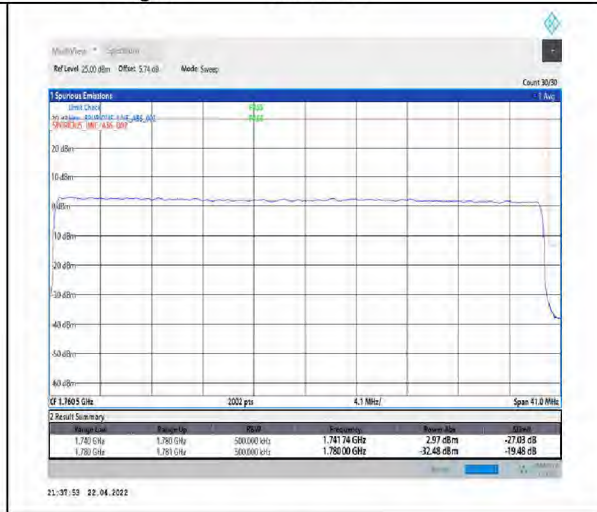 MultiView Spectrum
Ref Level 25.00 dBm Offset 5.74 dB Mode Sweep
Count 30/30
1 Spurious Emissions 1 Avg
Limit Check PASS
PASS
20 dBm
10 dBm
0 dBm
-10 dBm
-20 dBm
-30 dBm
-40 dBm
-50 dBm
-60 dBm
CF 1.7605 GHz 2002 pts 4.1 MHz/ Span 41.0 MHz
2 Result Summary
Range Low Range Up RBW Frequency Power Abs ΔLimit
1.740 GHz 1.780 GHz 500.000 kHz 1.74174 GHz 2.97 dBm -27.03 dB
1.780 GHz 1.781 GHz 500.000 kHz 1.78000 GHz -32.48 dBm -19.48 dB
21:37:53 22.04.2022